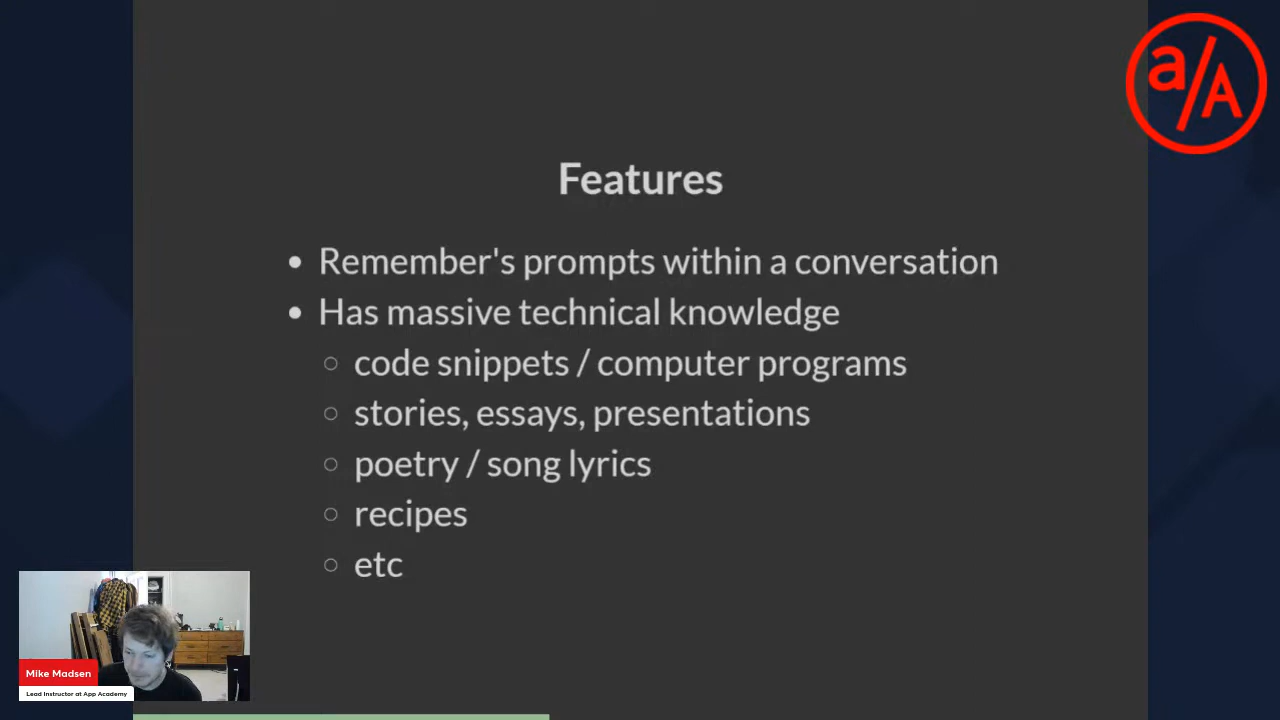 a/A
Features
Remember's prompts within a conversation
Has massive technical knowledge
code snippets / computer programs
stories, essays, presentations
poetry / song lyrics
recipes
etc
Mike Madsen
Lead Instructor at App Academy